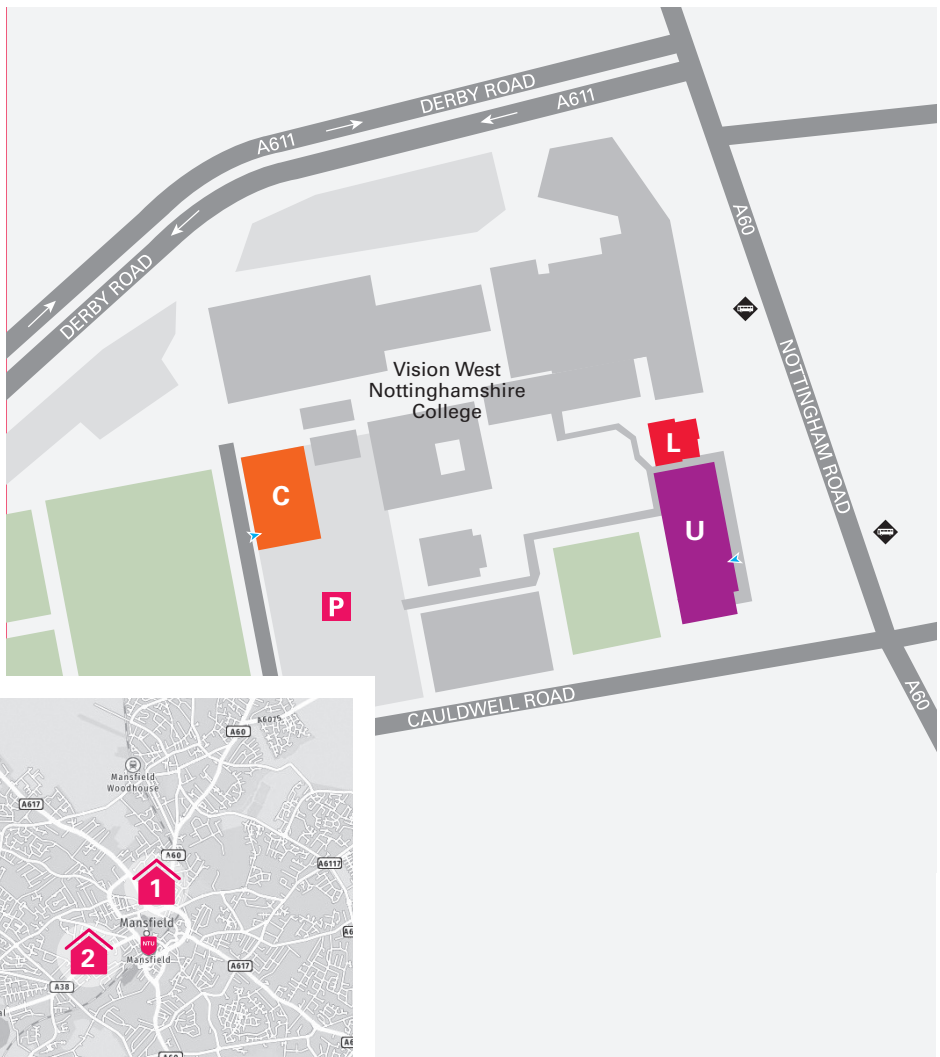 DERBY ROAD
A611
A611
DERBY ROAD
A60
NOTTINGHAM ROAD
Vision West
Nottinghamshire
College
L
C
U
P
CAULDWELL ROAD
A60
A6075
A60
Mansfield
Woodhouse
A617
A60
A6117
1
Mansfield
NTU
Mansfield
2
A617
A38
A60